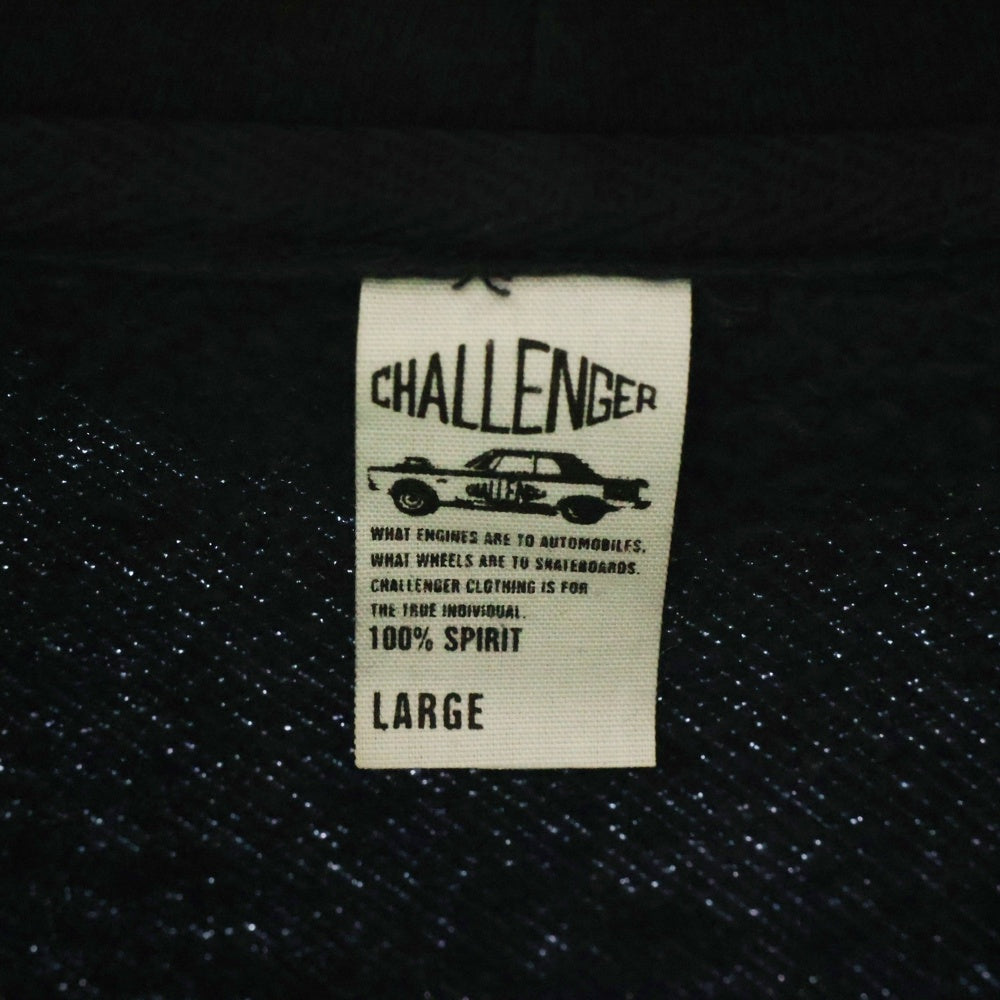 CHALLENGER
CHALLENGER
WHAT ENGINES ARE TO AUTOMOBILES,
WHAT WHEELS ARE TO SKATEBOARDS.
CHALLENGER CLOTHING IS FOR
THE TRUE INDIVIDUAL.
100% SPIRIT
LARGE